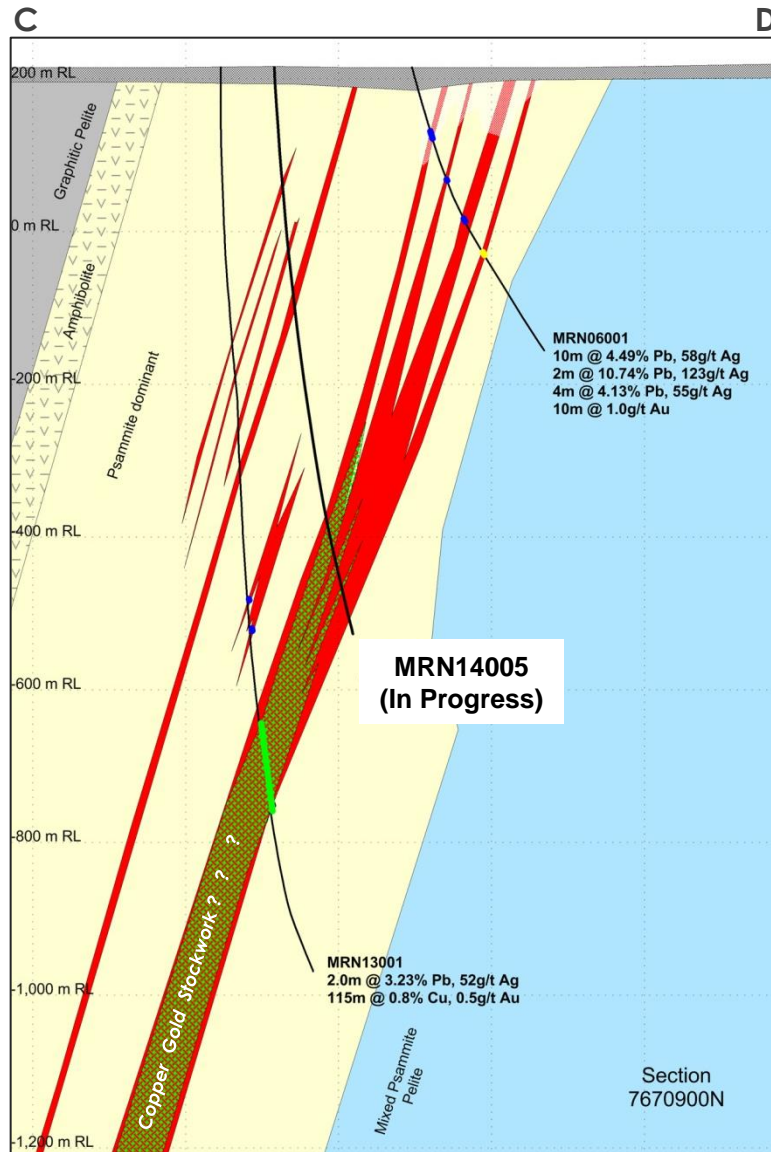 C
D
200 m RL
Graphitic Pelite
Amphibolite
Psammite dominant
0 m RL
MRN06001
10m @ 4.49% Pb, 58g/t Ag
2m @ 10.74% Pb, 123g/t Ag
4m @ 4.13% Pb, 55g/t Ag
10m @ 1.0g/t Au
-200 m RL
-400 m RL
MRN14005
(In Progress)
-600 m RL
-800 m RL
Copper Gold Stockwork ? ? ?
MRN13001
2.0m @ 3.23% Pb, 52g/t Ag
115m @ 0.8% Cu, 0.5g/t Au
-1,000 m RL
Mixed Psammite
Pelite
Section
7670900N
-1,200 m RL